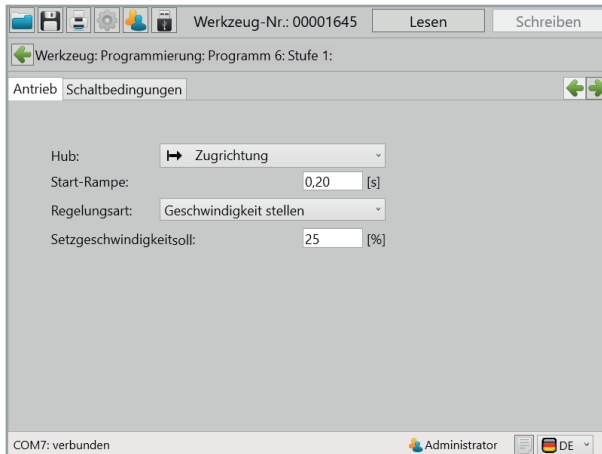 Werkzeug-Nr.: 00001645 Lesen Schreiben
Werkzeug: Programmierung: Programm 6: Stufe 1:
Antrieb Schaltbedingungen
Hub: Zugrichtung
Start-Rampe: 0,20 [s]
Regelungsart: Geschwindigkeit stellen
Setzgeschwindigkeitsoll: 25 [%]
COM7: verbunden Administrator DE